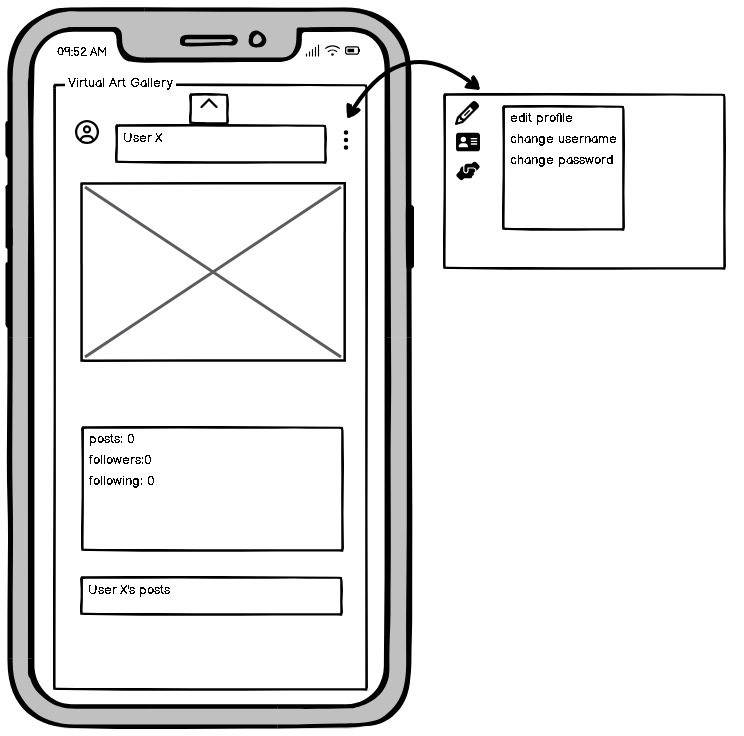 09:52 AM
Virtual Art Gallery
User X
edit profile
change username
change password
posts: 0
followers:0
following: 0
User X's posts